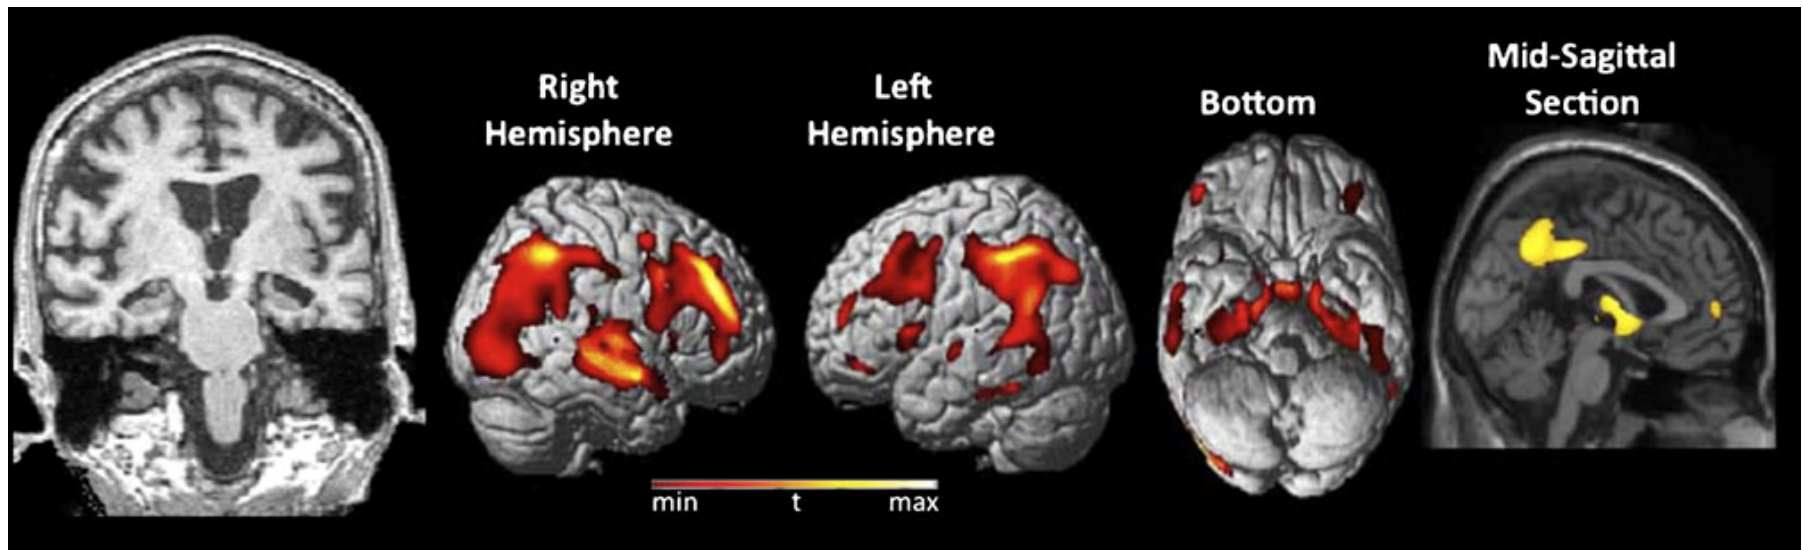 Right
Hemisphere
Left
Hemisphere
Bottom
Mid-Sagittal
Section
min t max